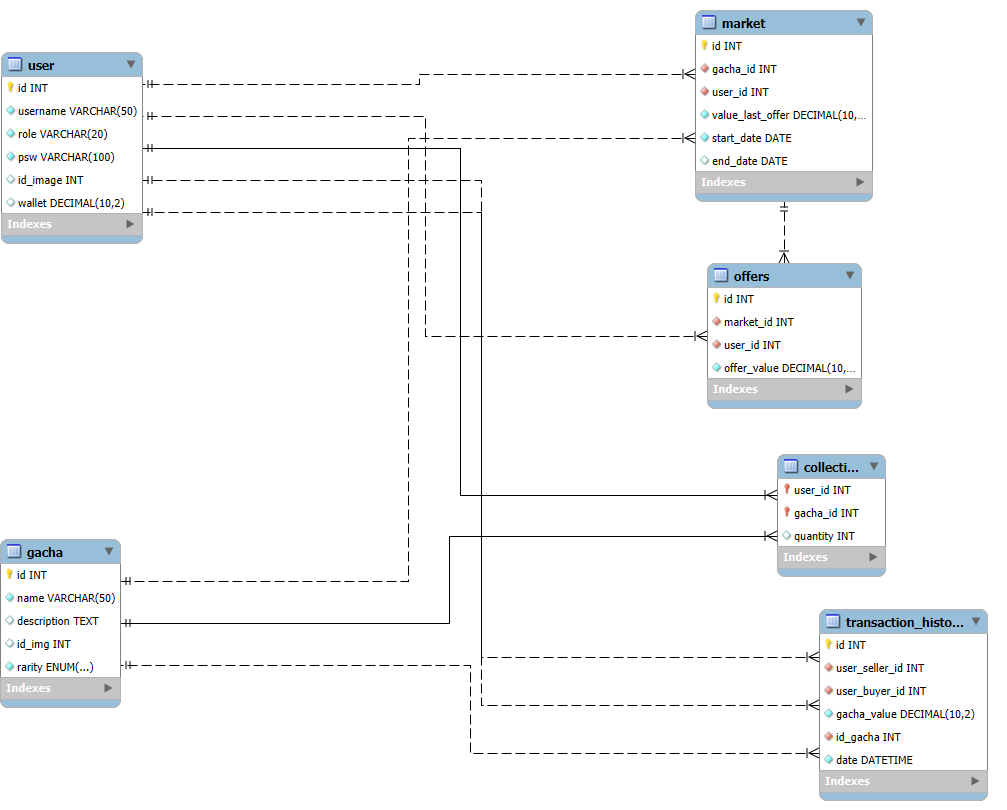 user
id INT
username VARCHAR(50)
role VARCHAR(20)
psw VARCHAR(100)
id_image INT
wallet DECIMAL(10,2)
Indexes
market
id INT
gacha_id INT
user_id INT
value_last_offer DECIMAL(10,...
start_date DATE
end_date DATE
Indexes
offers
id INT
market_id INT
user_id INT
offer_value DECIMAL(10,...
Indexes
collecti...
user_id INT
gacha_id INT
quantity INT
Indexes
gacha
id INT
name VARCHAR(50)
description TEXT
id_img INT
rarity ENUM(...)
Indexes
transaction_histo...
id INT
user_seller_id INT
user_buyer_id INT
gacha_value DECIMAL(10,2)
id_gacha INT
date DATETIME
Indexes